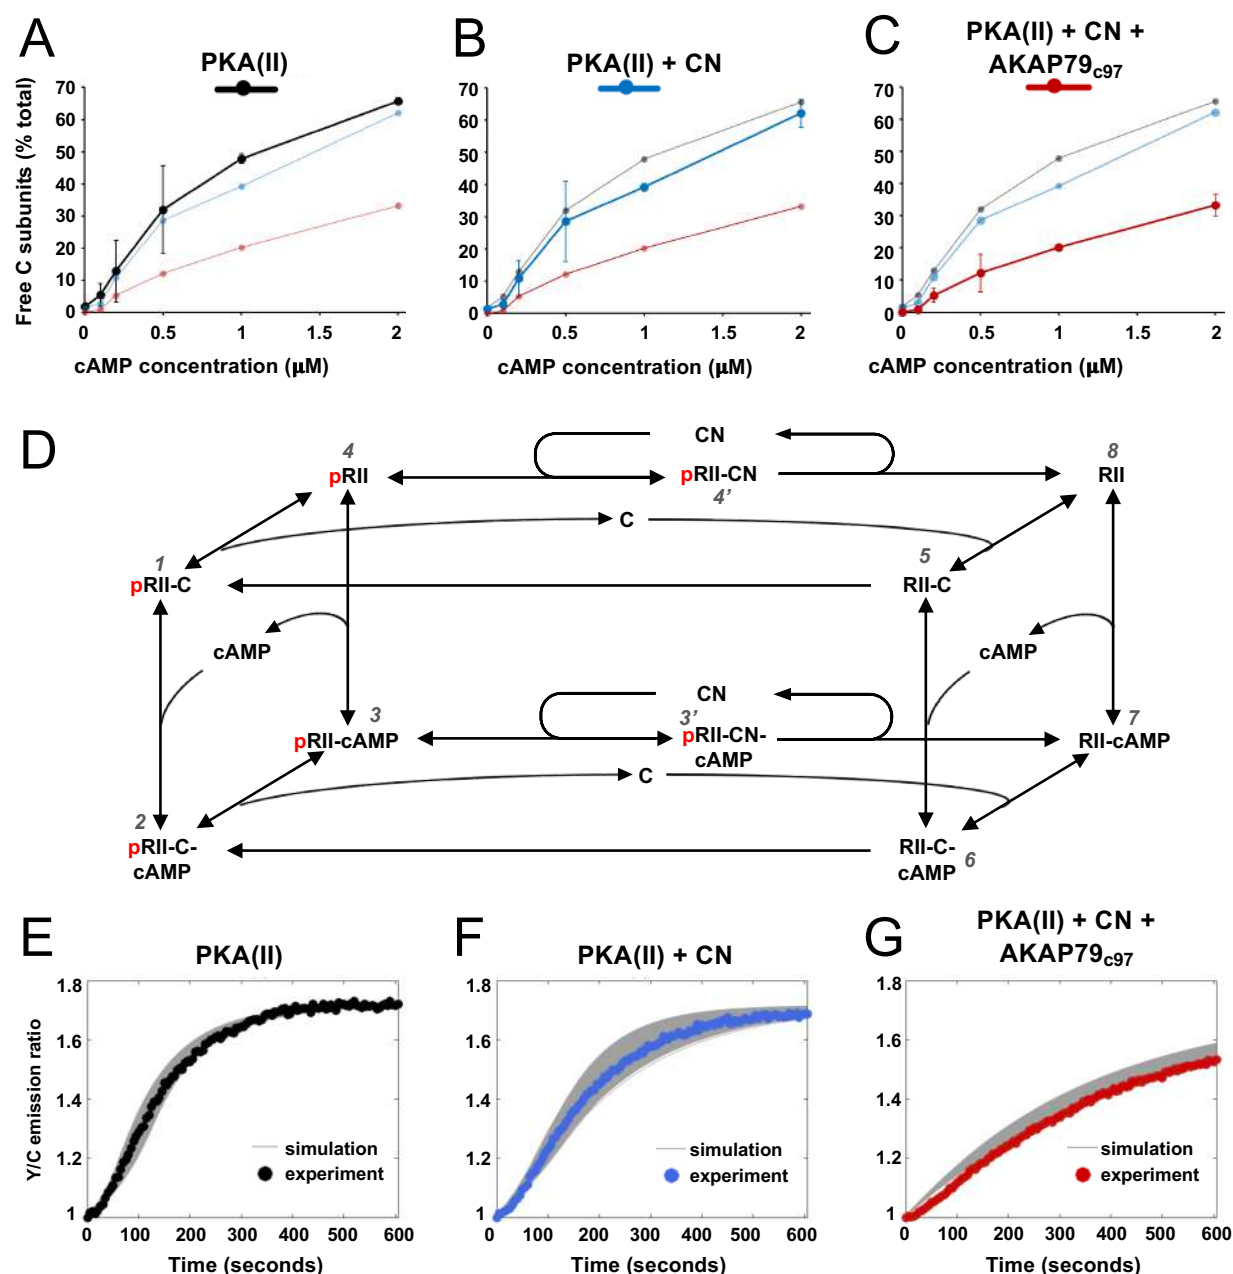 A
PKA(II)
Free C subunits (% total)
70
60
50
40
30
20
10
0
0 0.5 1 1.5 2
cAMP concentration (μM)
B
PKA(II) + CN
70
60
50
40
30
20
10
0
0 0.5 1 1.5 2
cAMP concentration (μM)
C
PKA(II) + CN +
AKAP79c97
70
60
50
40
30
20
10
0
0 0.5 1 1.5 2
cAMP concentration (μM)
D
CN
4
pRII
pRII-CN
4'
8
RII
C
1
pRII-C
5
RII-C
cAMP
cAMP
CN
3
pRII-cAMP
3'
pRII-CN-
cAMP
7
RII-cAMP
C
2
pRII-C-
cAMP
RII-C-
cAMP
6
E
PKA(II)
Y/C emission ratio
1.8
1.6
1.4
1.2
1
simulation
experiment
0 100 200 300 400 500 600
Time (seconds)
F
PKA(II) + CN
1.8
1.6
1.4
1.2
1
simulation
experiment
0 100 200 300 400 500 600
Time (seconds)
G
PKA(II) + CN +
AKAP79c97
1.8
1.6
1.4
1.2
1
simulation
experiment
0 100 200 300 400 500 600
Time (seconds)